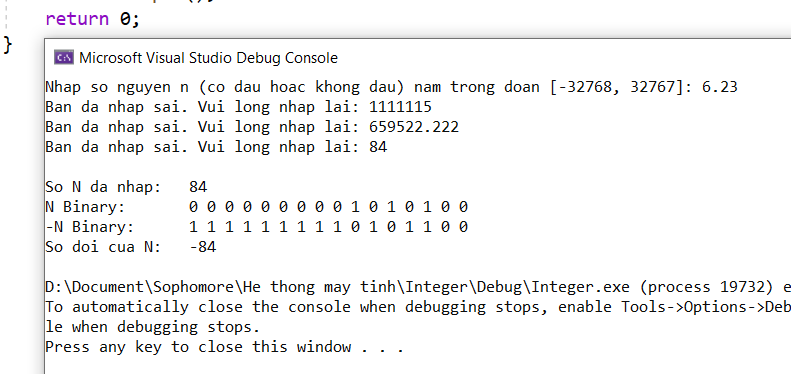 return 0;
}
Microsoft Visual Studio Debug Console
Nhap so nguyen n (co dau hoac khong dau) nam trong doan [-32768, 32767]: 6.23
Ban da nhap sai. Vui long nhap lai: 1111115
Ban da nhap sai. Vui long nhap lai: 659522.222
Ban da nhap sai. Vui long nhap lai: 84
So N da nhap: 84
N Binary: 0 0 0 0 0 0 0 0 0 1 0 1 0 1 0 0
-N Binary: 1 1 1 1 1 1 1 1 1 0 1 0 1 1 0 0
So doi cua N: -84
D:\Document\Sophomore\He thong may tinh\Integer\Debug\Integer.exe (process 19732) e
To automatically close the console when debugging stops, enable Tools->Options->Deb
le when debugging stops.
Press any key to close this window . . .